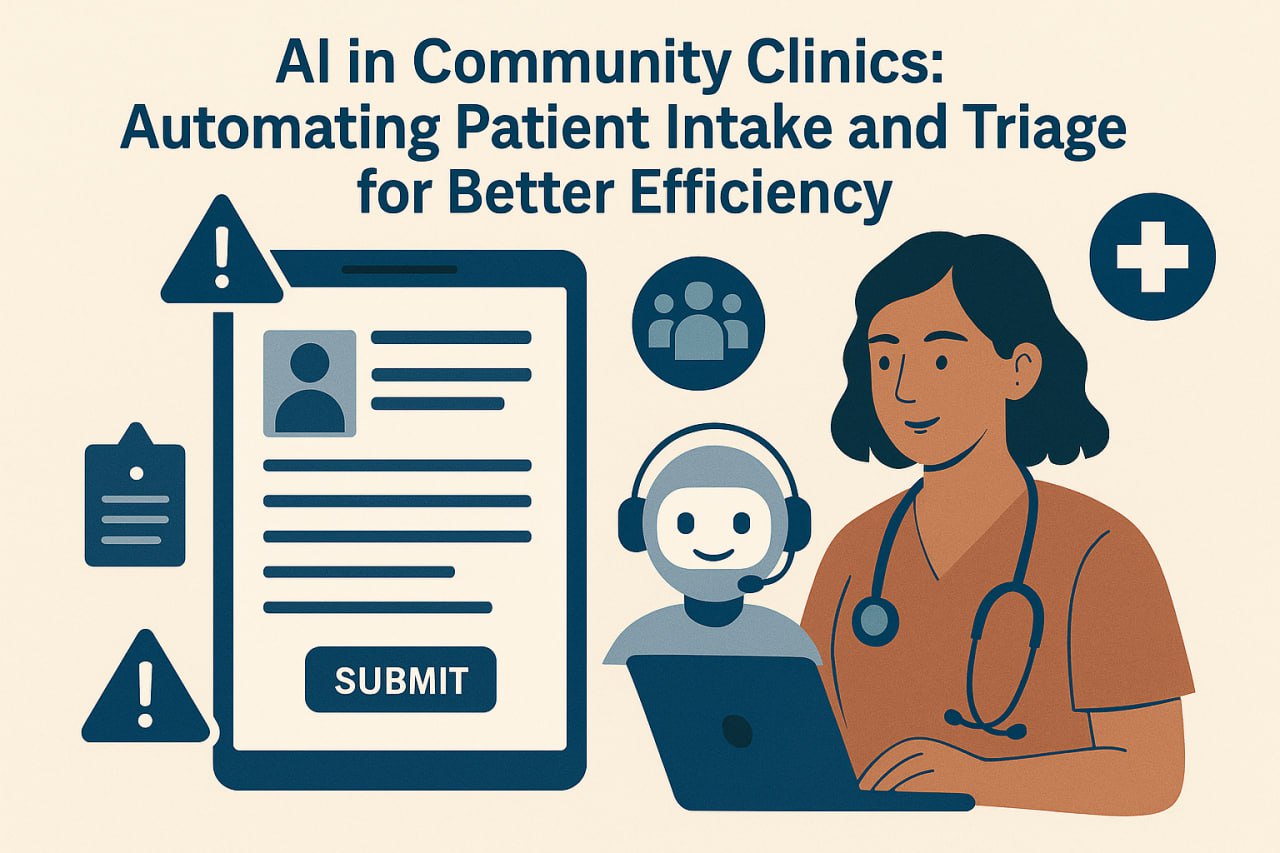 AI in Community Clinics:
Automating Patient Intake and Triage
for Better Efficiency
SUBMIT